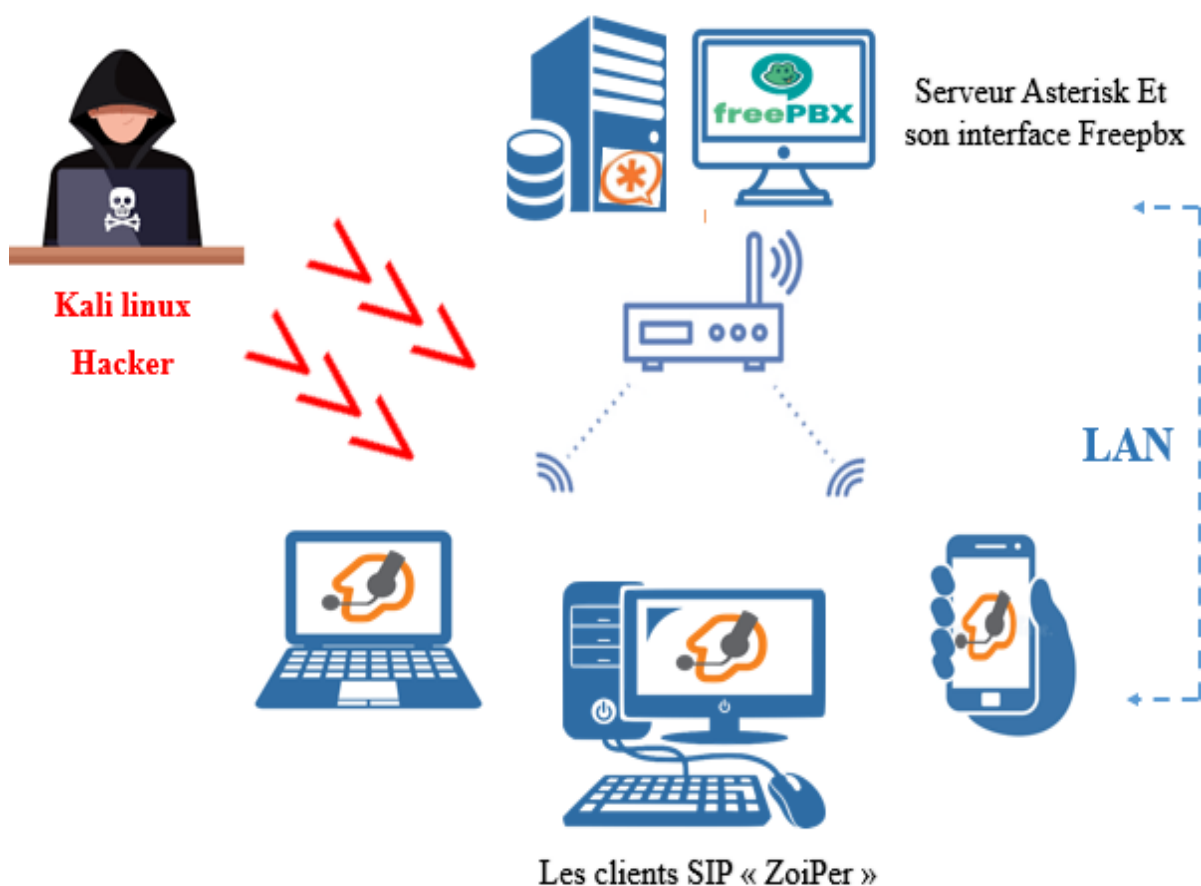 freePBX
Serveur Asterisk Et
son interface Freepbx
Kali linux
Hacker
LAN
Les clients SIP « ZoiPer »